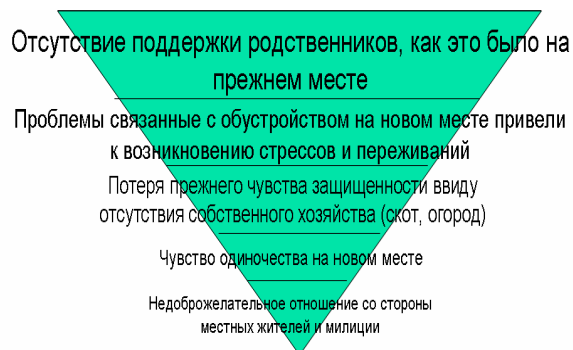 Отсутствие поддержки родственников, как это было на
прежнем месте
Проблемы связанные с обустройством на новом месте привели
к возникновению стрессов и переживаний
Потеря прежнего чувства защищенности ввиду
отсутствия собственного хозяйства (скот, огород)
Чувство одиночества на новом месте
Недоброжелательное отношение со стороны
местных жителей и милиции